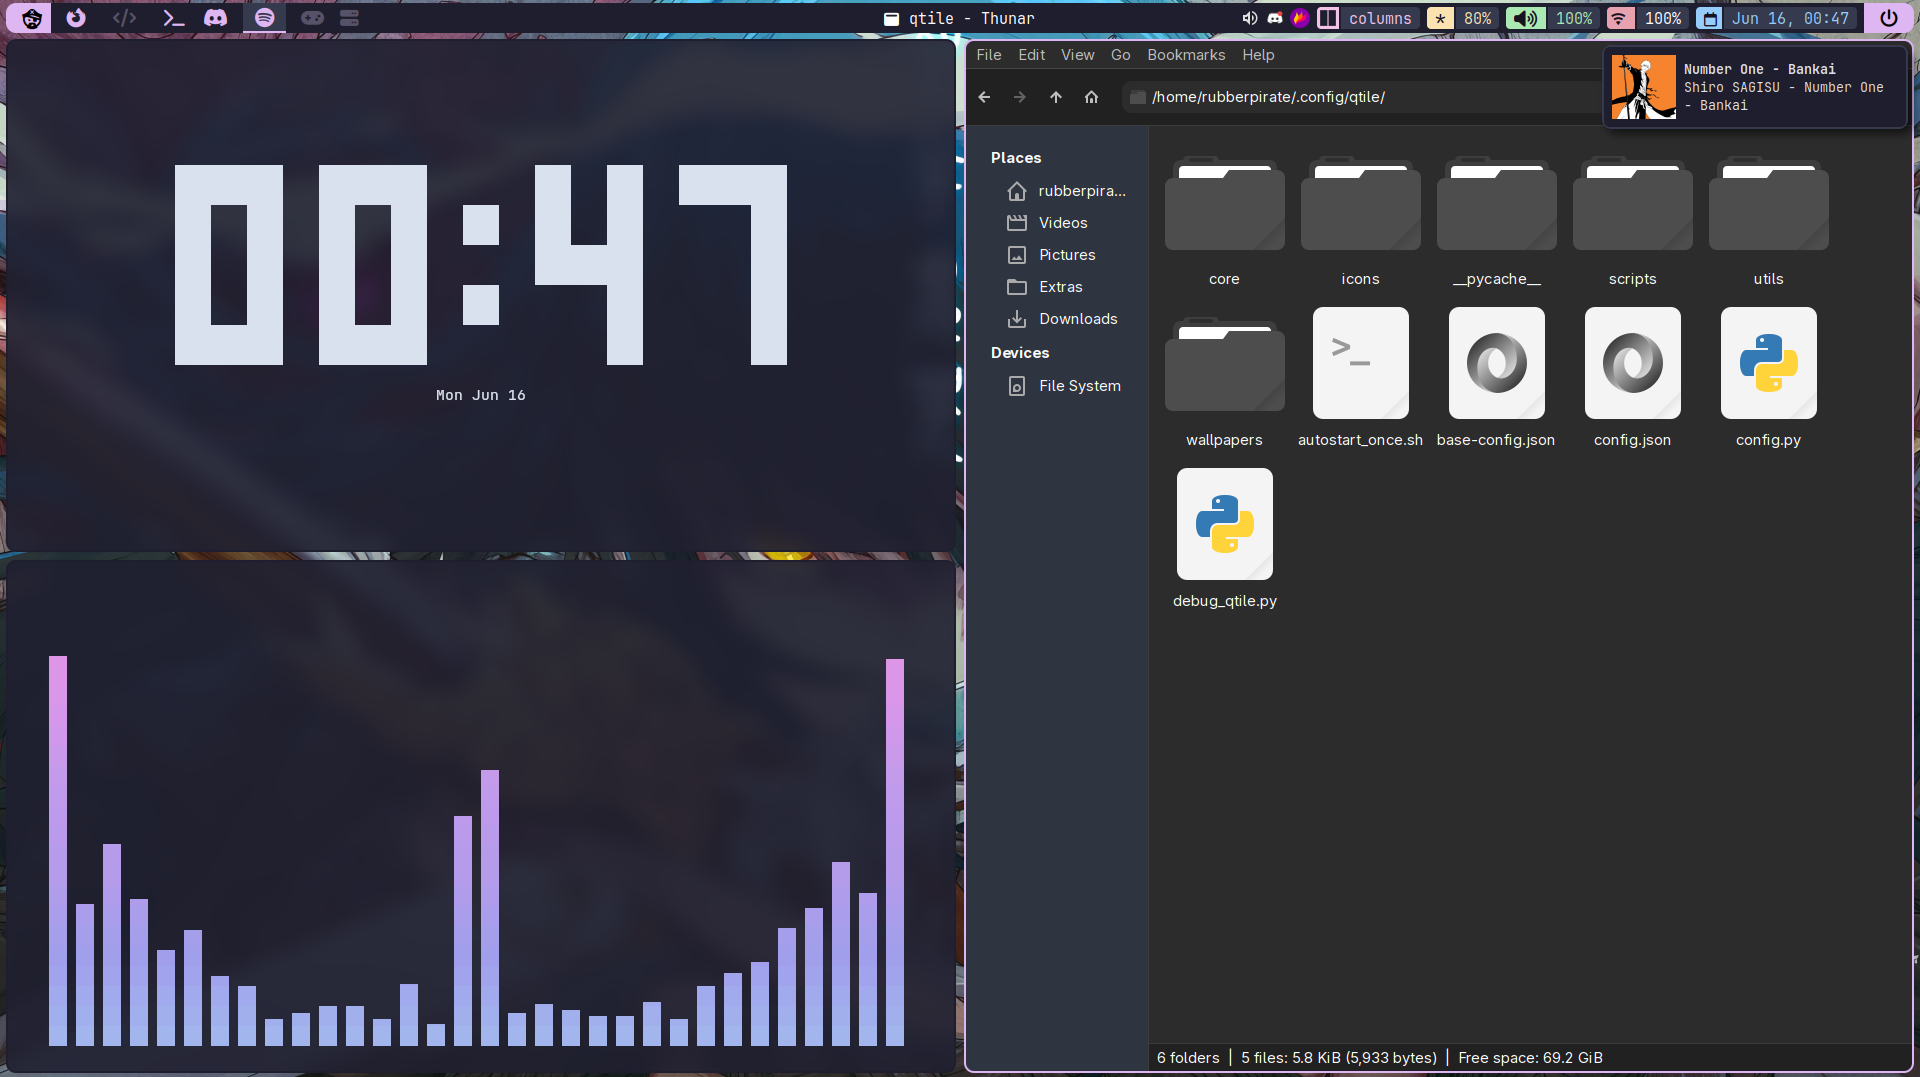 qtile - Thunar
columns
80%
100%
100%
Jun 16, 00:47
00:47
Mon Jun 16
File Edit View Go Bookmarks Help
/home/rubberpirate/.config/qtile/
Number One - Bankai
Shiro SAGISU - Number One
- Bankai
Places
rubberpira...
Videos
Pictures
Extras
Downloads
Devices
File System
core
icons
__pycache__
scripts
utils
wallpapers
autostart_once.sh
base-config.json
config.json
config.py
debug_qtile.py
6 folders | 5 files: 5.8 KiB (5,933 bytes) | Free space: 69.2 GiB